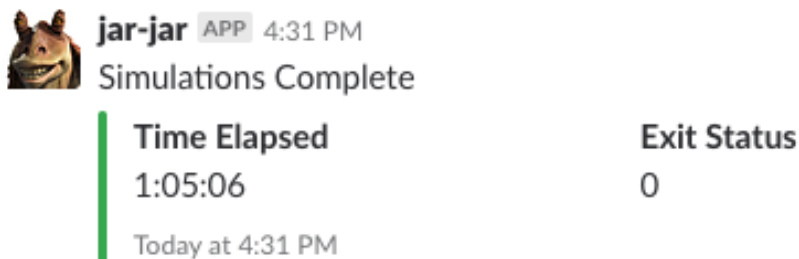 jar-jar APP 4:31 PM
Simulations Complete
Time Elapsed Exit Status
1:05:06 0
Today at 4:31 PM